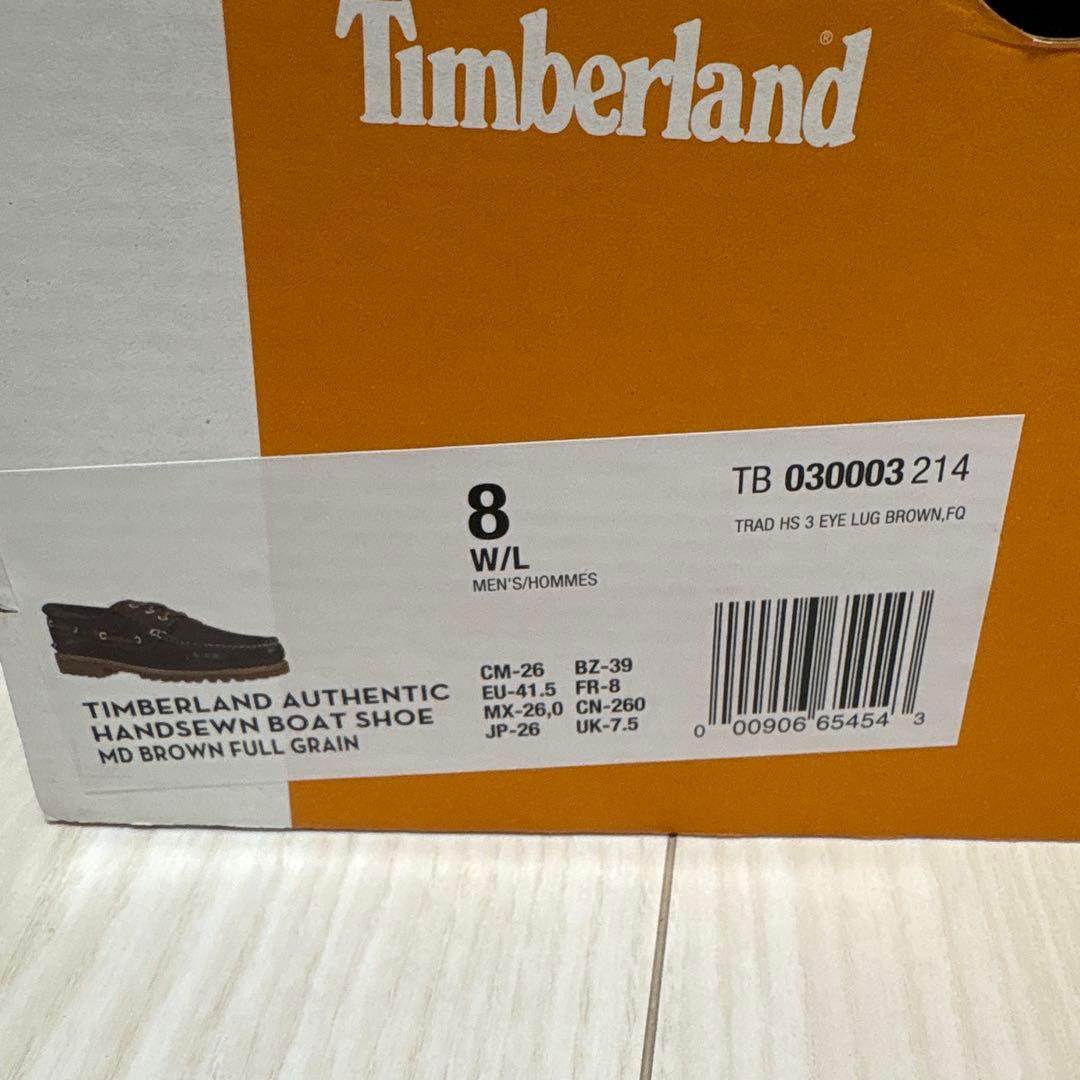 Timberland®
8
W/L
MEN'S/HOMMES
TB 030003 214
TRAD HS 3 EYE LUG BROWN,FQ
TIMBERLAND AUTHENTIC
HANDSEWN BOAT SHOE
MD BROWN FULL GRAIN
CM-26 BZ-39
EU-41.5 FR-8
MX-26,0 CN-260
JP-26 UK-7.5
0 00906 65454 3